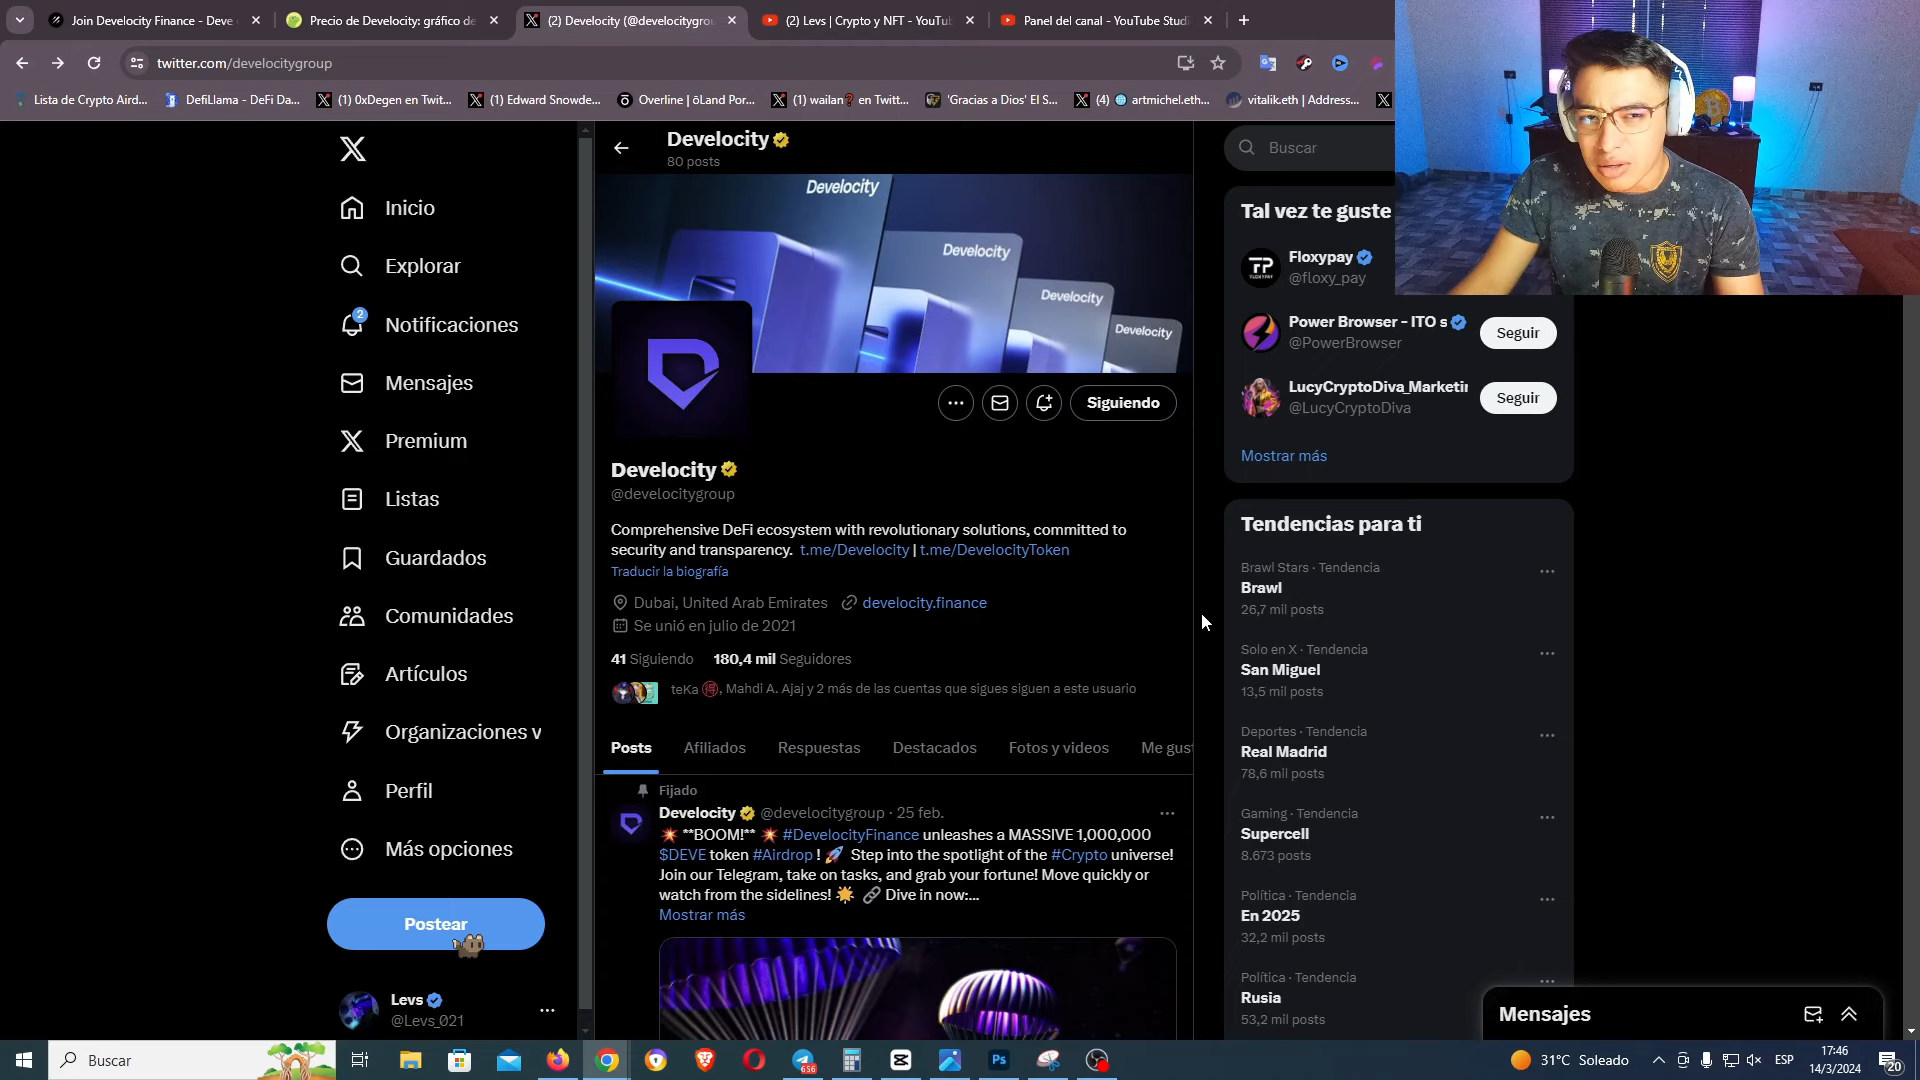 Join Develocity Finance - Deve
Precio de Develocity: gráfico de
(2) Develocity (@develocitygrou
(2) Levs | Crypto y NFT - YouTub
Panel del canal - YouTube Studi
twitter.com/develocitygroup
Lista de Crypto Aird...
DefiLlama - DeFi Da...
(1) 0xDegen en Twit...
(1) Edward Snowde...
Overline | ōLand Por...
(1) wailan❓ en Twitt...
'Gracias a Dios' El S...
(4) 🌐 artmichel.eth...
vitalik.eth | Address...
Inicio
Explorar
2
Notificaciones
Mensajes
Premium
Listas
Guardados
Comunidades
Artículos
Organizaciones v
Perfil
Más opciones
Postear
Levs
@Levs_021
Develocity
80 posts
Develocity
Develocity
Develocity
Develocity
Siguiendo
Develocity
@develocitygroup
Comprehensive DeFi ecosystem with revolutionary solutions, committed to
security and transparency. t.me/Develocity | t.me/DevelocityToken
Traducir la biografía
Dubai, United Arab Emirates develocity.finance
Se unió en julio de 2021
41 Siguiendo 180,4 mil Seguidores
teKa 🉐, Mahdi A. Ajaj y 2 más de las cuentas que sigues siguen a este usuario
Posts Afiliados Respuestas Destacados Fotos y videos Me gust
Fijado
Develocity @develocitygroup · 25 feb.
💥 **BOOM!** 💥 #DevelocityFinance unleashes a MASSIVE 1,000,000
$DEVE token #Airdrop ! 🚀 Step into the spotlight of the #Crypto universe!
Join our Telegram, take on tasks, and grab your fortune! Move quickly or
watch from the sidelines! 🌟 🔗 Dive in now:...
Mostrar más
Buscar
Tal vez te guste
TP
Floxypay
@floxy_pay
Power Browser - ITO s
@PowerBrowser
Seguir
LucyCryptoDiva_Marketin
@LucyCryptoDiva
Seguir
Mostrar más
Tendencias para ti
Brawl Stars · Tendencia
Brawl
26,7 mil posts
Solo en X · Tendencia
San Miguel
13,5 mil posts
Deportes · Tendencia
Real Madrid
78,6 mil posts
Gaming · Tendencia
Supercell
8.673 posts
Política · Tendencia
En 2025
32,2 mil posts
Política · Tendencia
Rusia
53,2 mil posts
Mensajes
Buscar
656
Ps
31°C Soleado
ESP
17:46
14/3/2024
20